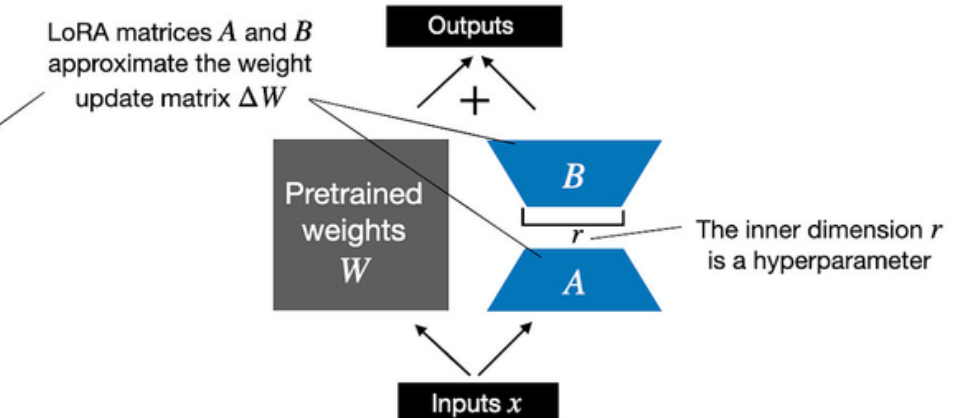 Outputs
LoRA matrices A and B
approximate the weight
update matrix ΔW
+
Pretrained
weights
W
B
r
The inner dimension r
is a hyperparameter
A
Inputs x